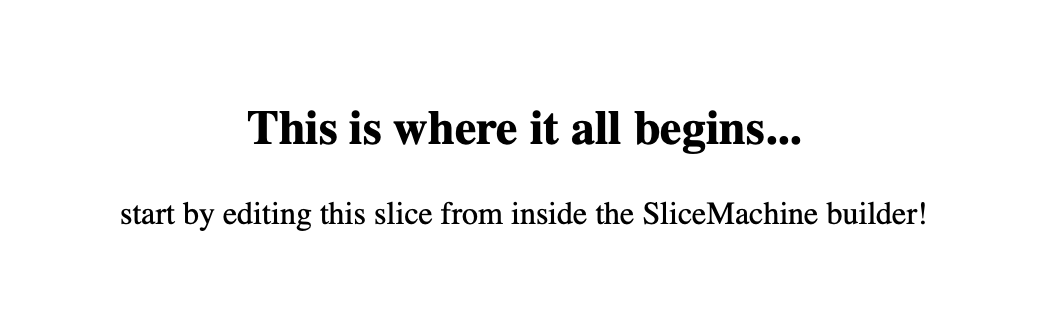 This is where it all begins...
start by editing this slice from inside the SliceMachine builder!